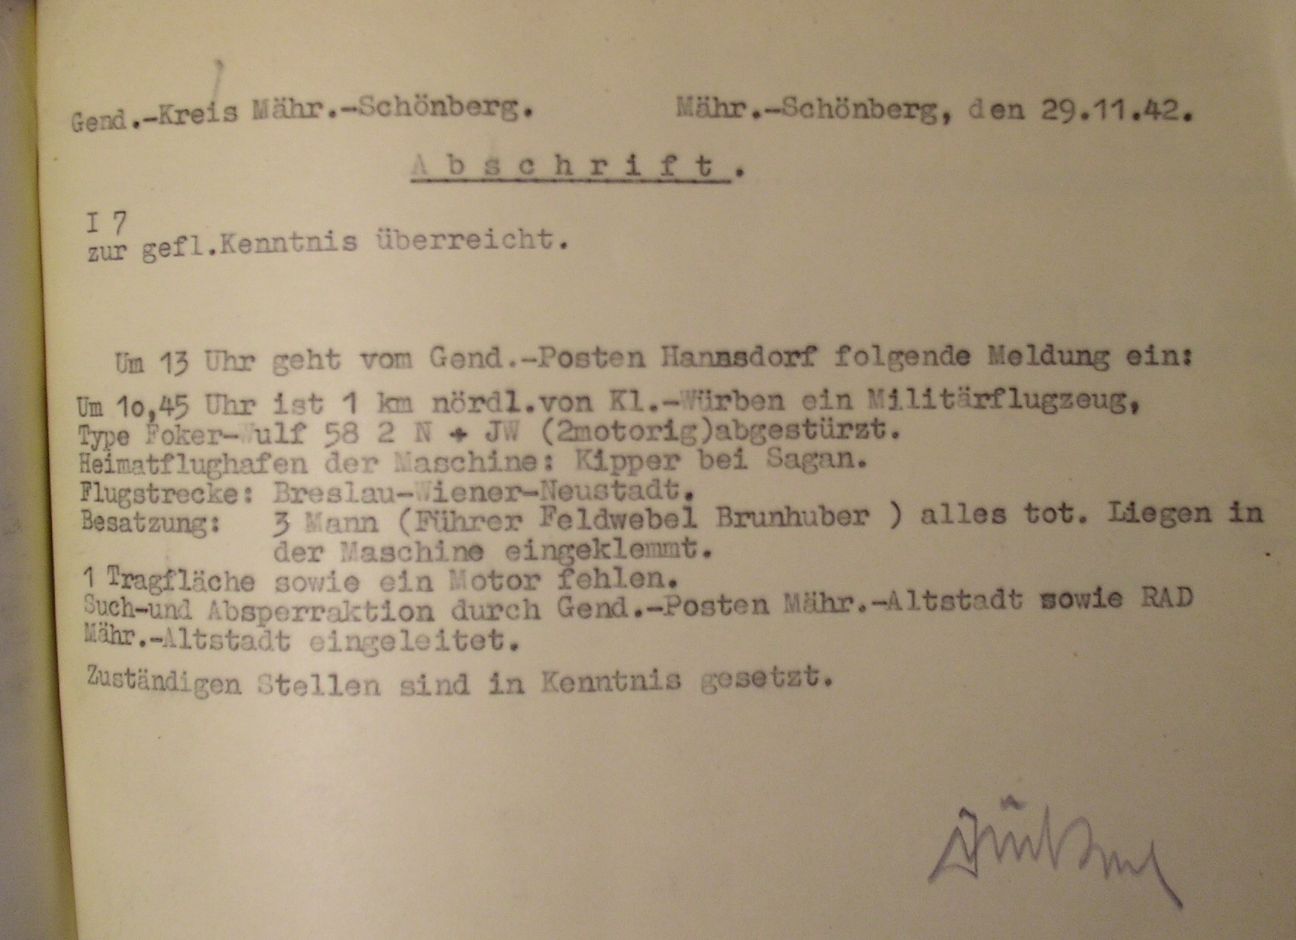 Gend.-Kreis Mähr.-Schönberg. Mähr.-Schönberg, den 29.11.42.
Abschrift.
I 7
zur gefl.Kenntnis überreicht.
Um 13 Uhr geht vom Gend.-Posten Hannsdorf folgende Meldung ein:
Um 1o,45 Uhr ist 1 km nördl.von Kl.-Würben ein Militärflugzeug,
Type Foker-Wulf 58 2 N + JW (2motorig)abgestürzt.
Heimatflughafen der Maschine: Kipper bei Sagan.
Flugstrecke: Breslau-Wiener-Neustadt.
Besatzung: 3 Mann (Führer Feldwebel Brunhuber ) alles tot. Liegen in
der Maschine eingeklemmt.
1 Tragfläche sowie ein Motor fehlen.
Such-und Absperraktion durch Gend.-Posten Mähr.-Altstadt sowie RAD
Mähr.-Altstadt eingeleitet.
Zuständigen Stellen sind in Kenntnis gesetzt.